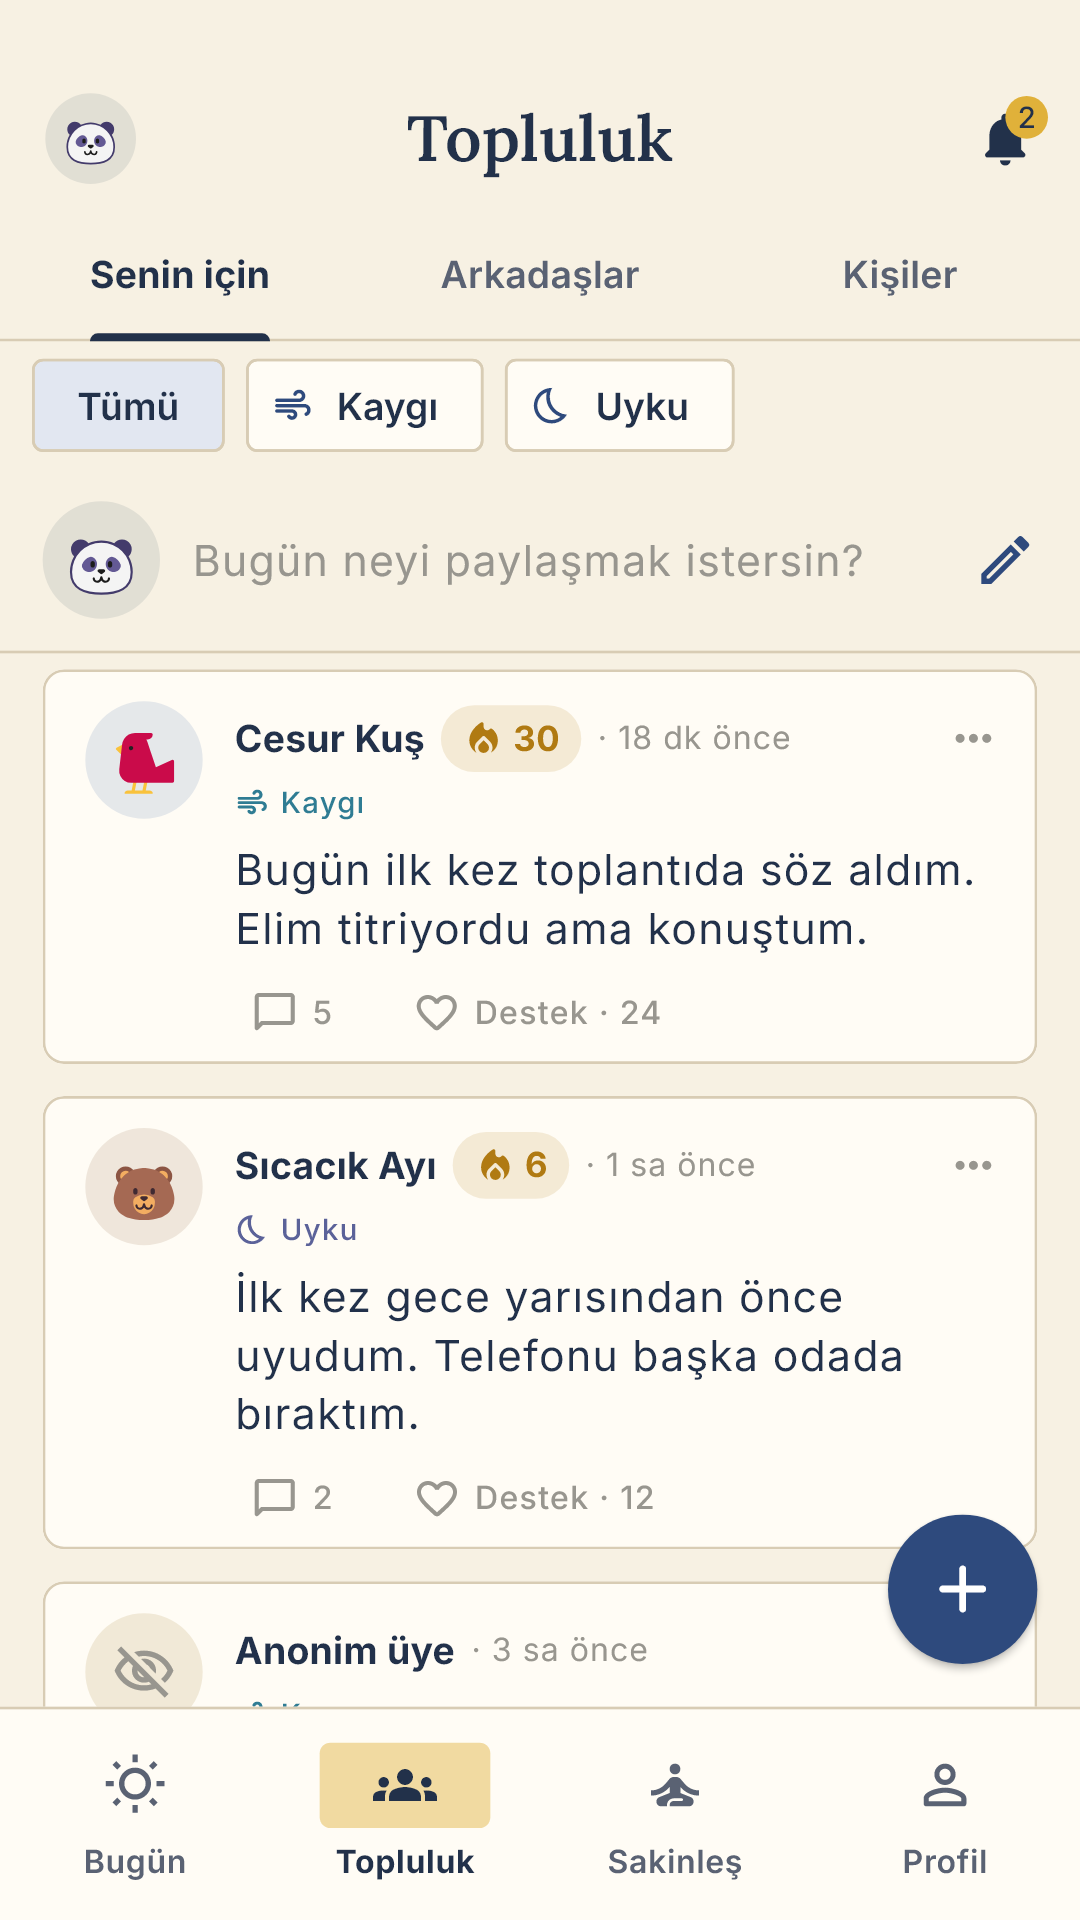 Topluluk
2
Senin için
Arkadaşlar
Kişiler
Tümü
Kaygı
Uyku
Bugün neyi paylaşmak istersin?
Cesur Kuş 30 · 18 dk önce
Kaygı
Bugün ilk kez toplantıda söz aldım.
Elim titriyordu ama konuştum.
5 Destek · 24
Sıcacık Ayı 6 · 1 sa önce
Uyku
İlk kez gece yarısından önce
uyudum. Telefonu başka odada
bıraktım.
2 Destek · 12
Anonim üye · 3 sa önce
Bugün
Topluluk
Sakinleş
Profil